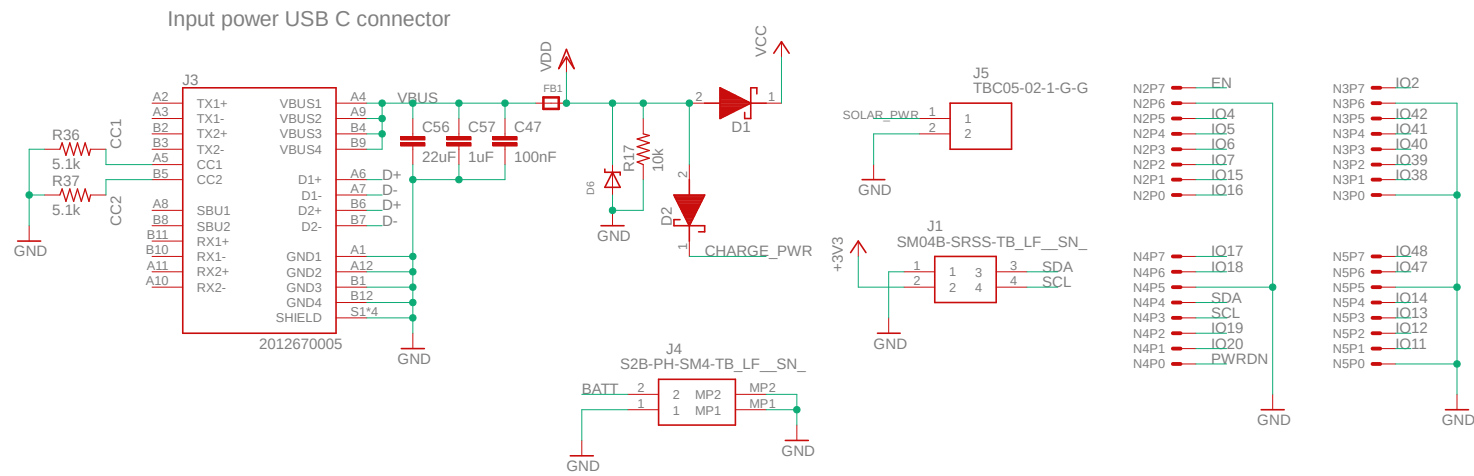 Input power USB C connector
J3
A2 TX1+ VBUS1 A4 VBUS
A3 TX1- VBUS2 A9
B2 TX2+ VBUS3 B4
B3 TX2- VBUS4 B9
A5 CC1
B5 CC2
D1+ A6 D+
D1- A7 D-
A8 SBU1 D2+ B6 D+
B8 SBU2 D2- B7 D-
B11 RX1+
B10 RX1- GND1 A1
A11 RX2+ GND2 A12
A10 RX2- GND3 B1
GND4 B12
SHIELD S1*4
2012670005
R36
5.1k
R37
5.1k
CC1
CC2
GND
C56
22uF
C57
1uF
C47
100nF
GND
FB1
VDD
D6
R17
10k
GND
2 1
D1
VCC
2
D2
1
CHARGE_PWR
J4
S2B-PH-SM4-TB_LF__SN_
BATT 2 2 MP2 MP2
1 1 MP1 MP1
GND
GND
J5
TBC05-02-1-G-G
SOLAR_PWR 1 1
2 2
GND
J1
SM04B-SRSS-TB_LF__SN_
+3V3
1 1 3 3 SDA
2 2 4 4 SCL
GND
N2P7 EN
N2P6
N2P5 IO4
N2P4 IO5
N2P3 IO6
N2P2 IO7
N2P1 IO15
N2P0 IO16
N4P7 IO17
N4P6 IO18
N4P5
N4P4 SDA
N4P3 SCL
N4P2 IO19
N4P1 IO20
N4P0 PWRDN
GND
N3P7 IO2
N3P6
N3P5 IO42
N3P4 IO41
N3P3 IO40
N3P2 IO39
N3P1 IO38
N3P0
N5P7 IO48
N5P6 IO47
N5P5
N5P4 IO14
N5P3 IO13
N5P2 IO12
N5P1 IO11
N5P0
GND